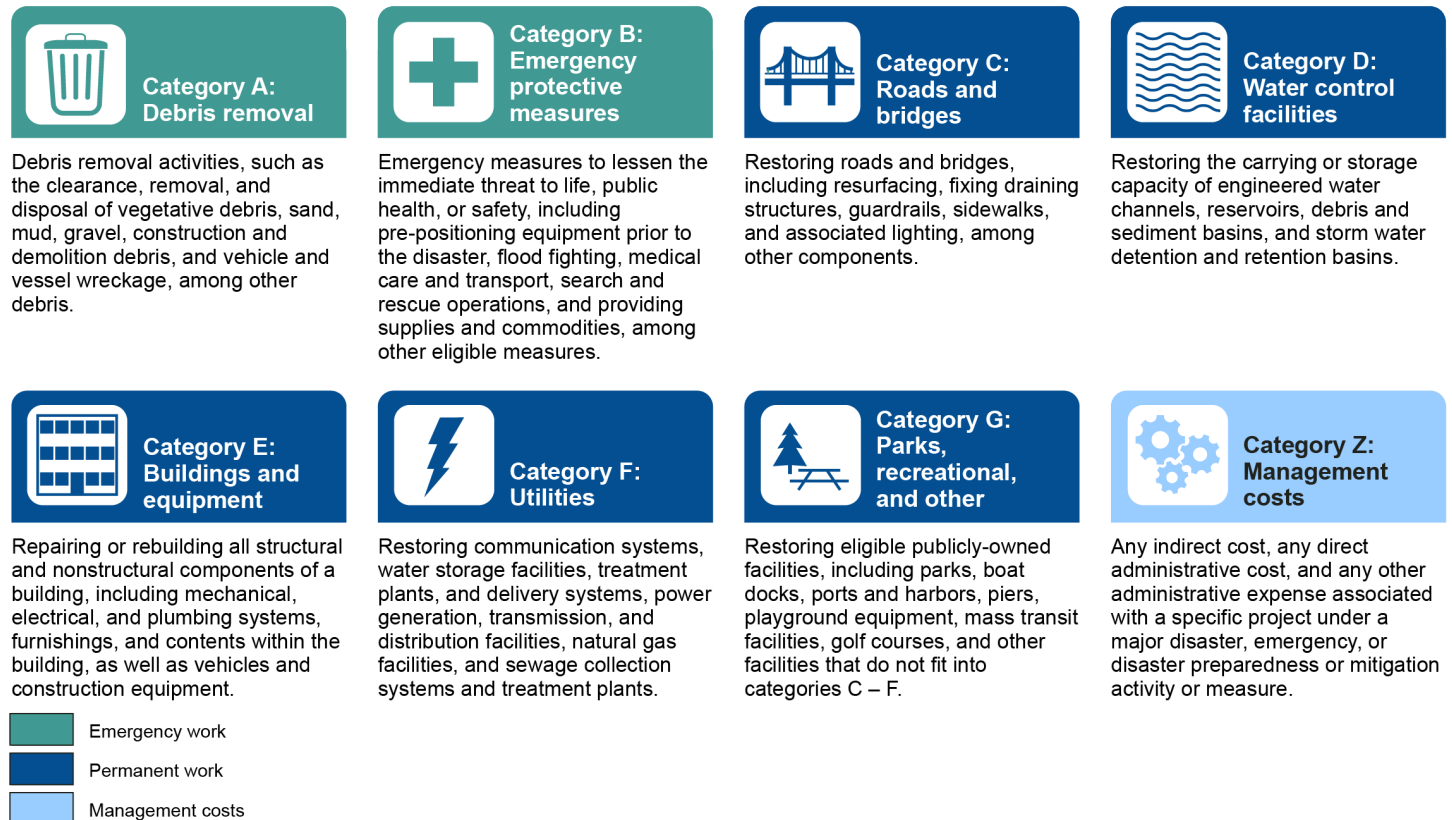 Category A:
Debris removal
Debris removal activities, such as
the clearance, removal, and
disposal of vegetative debris, sand,
mud, gravel, construction and
demolition debris, and vehicle and
vessel wreckage, among other
debris.
Category B:
Emergency
protective
measures
Emergency measures to lessen the
immediate threat to life, public
health, or safety, including
pre-positioning equipment prior to
the disaster, flood fighting, medical
care and transport, search and
rescue operations, and providing
supplies and commodities, among
other eligible measures.
Category C:
Roads and
bridges
Restoring roads and bridges,
including resurfacing, fixing draining
structures, guardrails, sidewalks,
and associated lighting, among
other components.
Category D:
Water control
facilities
Restoring the carrying or storage
capacity of engineered water
channels, reservoirs, debris and
sediment basins, and storm water
detention and retention basins.
Category E:
Buildings and
equipment
Repairing or rebuilding all structural
and nonstructural components of a
building, including mechanical,
electrical, and plumbing systems,
furnishings, and contents within the
building, as well as vehicles and
construction equipment.
Category F:
Utilities
Restoring communication systems,
water storage facilities, treatment
plants, and delivery systems, power
generation, transmission, and
distribution facilities, natural gas
facilities, and sewage collection
systems and treatment plants.
Category G:
Parks,
recreational,
and other
Restoring eligible publicly-owned
facilities, including parks, boat
docks, ports and harbors, piers,
playground equipment, mass transit
facilities, golf courses, and other
facilities that do not fit into
categories C – F.
Category Z:
Management
costs
Any indirect cost, any direct
administrative cost, and any other
administrative expense associated
with a specific project under a
major disaster, emergency, or
disaster preparedness or mitigation
activity or measure.
Emergency work
Permanent work
Management costs